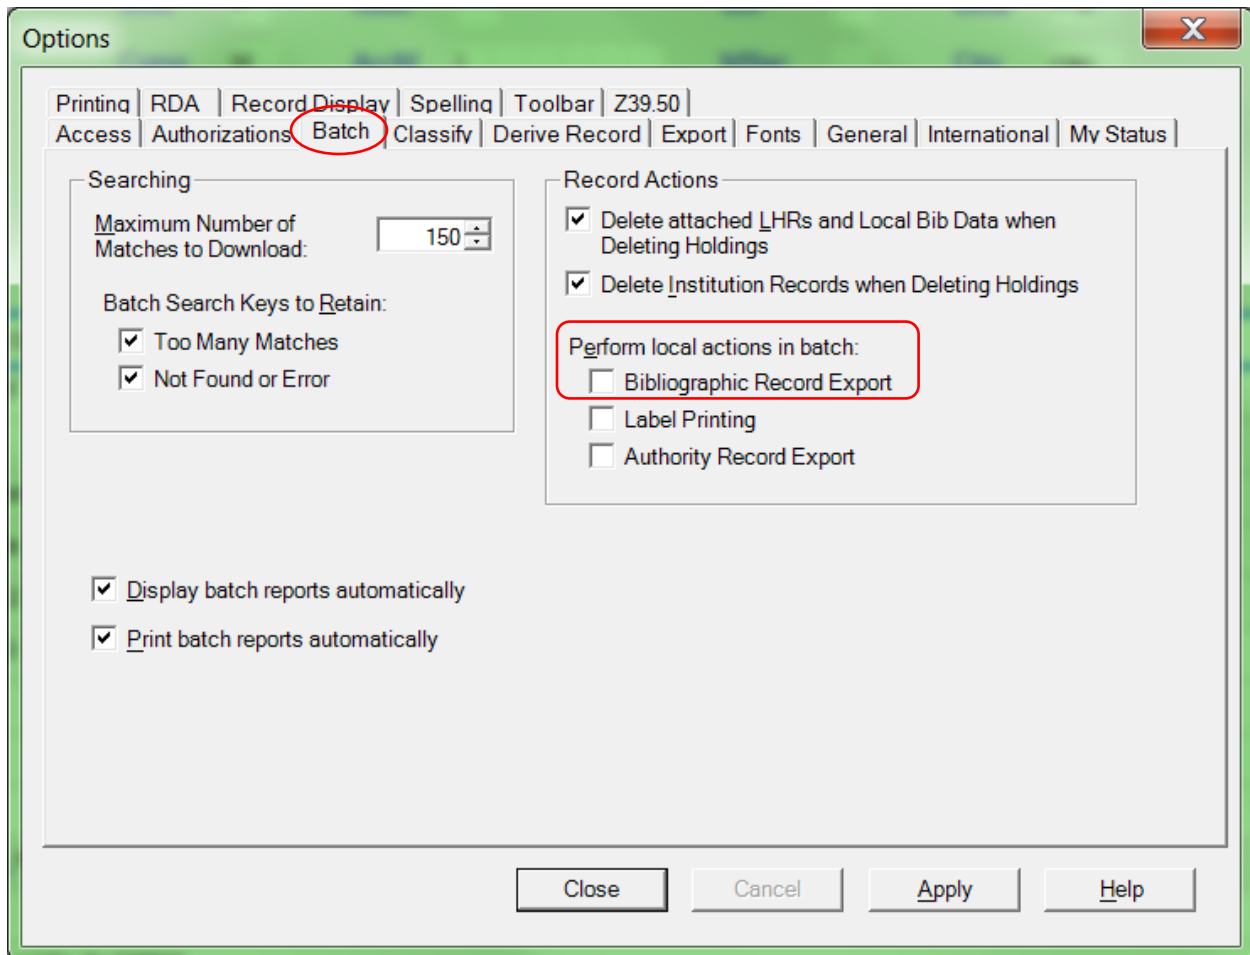 Options
X
Printing RDA Record Display Spelling Toolbar Z39.50
Access Authorizations Batch Classify Derive Record Export Fonts General International My Status
Searching
Maximum Number of
Matches to Download:
150
Batch Search Keys to Retain:
Too Many Matches
Not Found or Error
Record Actions
Delete attached LHRs and Local Bib Data when
Deleting Holdings
Delete Institution Records when Deleting Holdings
Perform local actions in batch:
Bibliographic Record Export
Label Printing
Authority Record Export
Display batch reports automatically
Print batch reports automatically
Close Cancel Apply Help